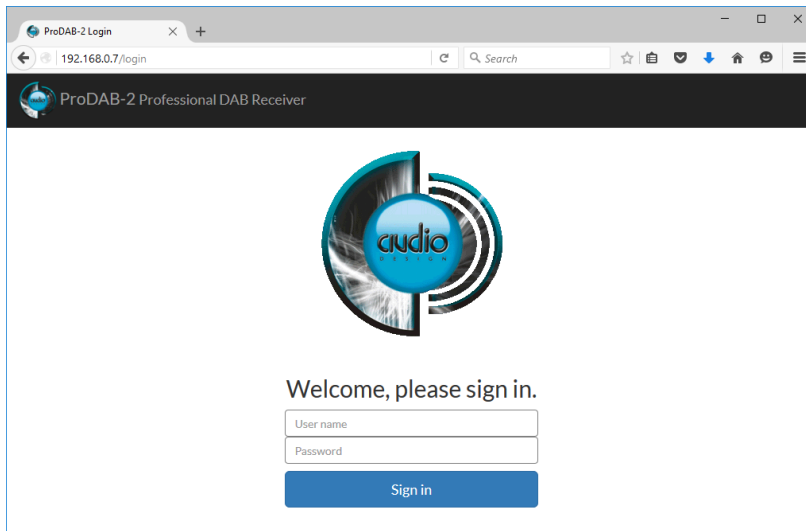 ProDAB-2 Login
192.168.0.7/login
Search
ProDAB-2 Professional DAB Receiver
audio
DESIGN
Welcome, please sign in.
User name
Password
Sign in